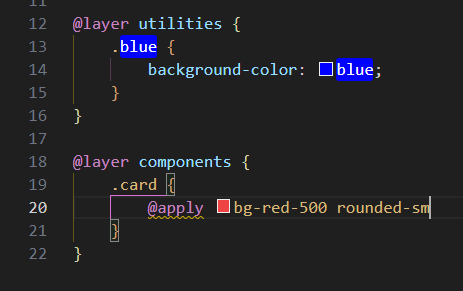 12 @layer utilities {
13 .blue {
14 background-color: blue;
15 }
16 }
17
18 @layer components {
19 .card {
20 @apply bg-red-500 rounded-sm
21 }
22 }